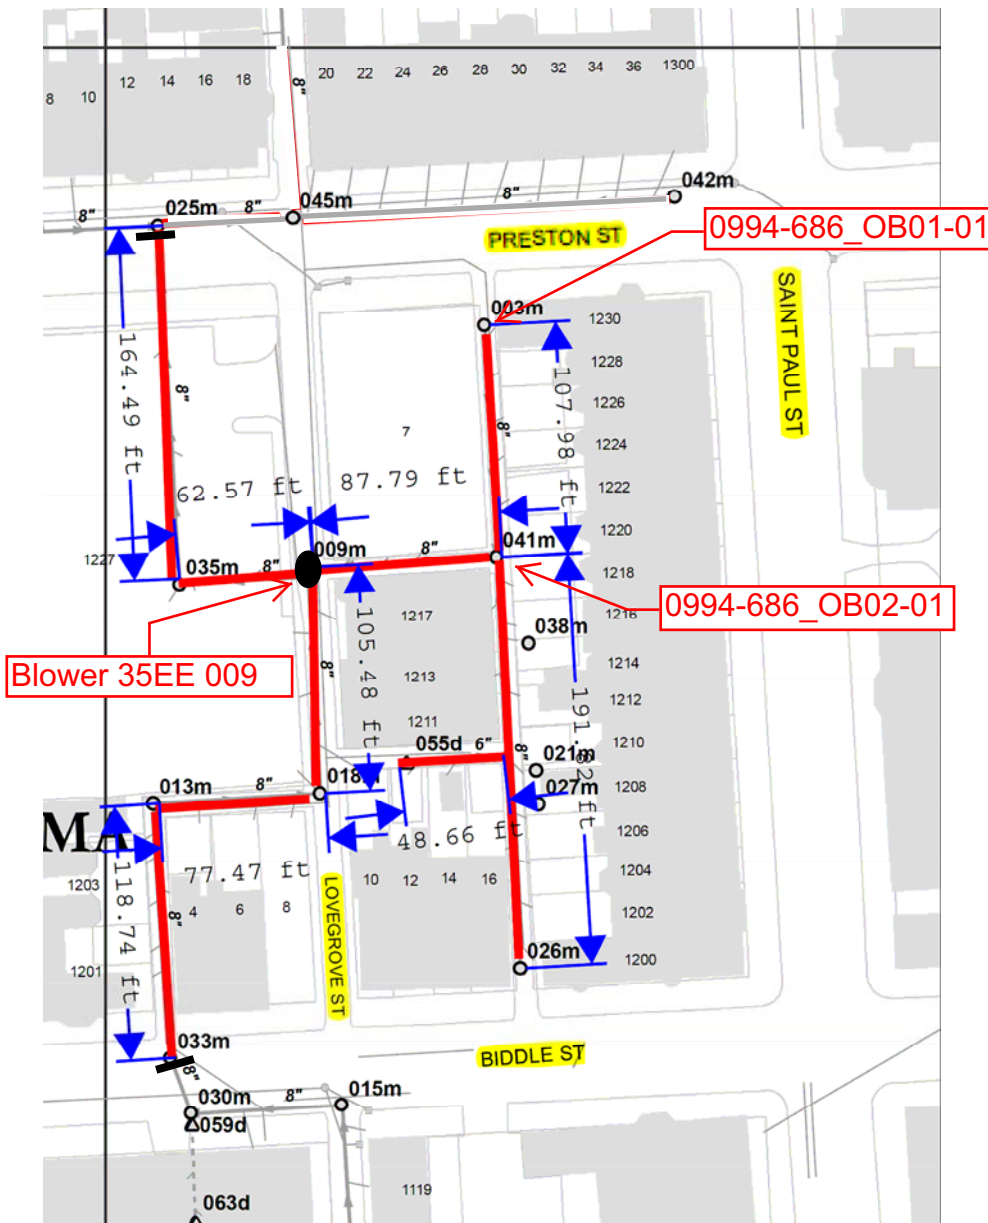 8"
20 22 24 26 28 30 32 34 36 1300
12 14 16 18
8 10
042m
8"
025m
8"
045m
8"
PRESTON ST
0994-686_OB01-01
SAINT PAUL ST
003m
1230
164.49 ft
107.98 ft
1228
8"
1226
7
8"
1224
62.57 ft
87.79 ft
1222
1220
041m
009m
8"
1227
035m
8"
1218
0994-686_OB02-01
105.48 ft
1217
1216
038m
Blower 35EE 009
8"
1213
1214
1212
191.82 ft
1211
055d
6"
8"
1210
021m
013m
8"
018m
027m
1208
MA
48.66 ft
1206
118.74 ft
77.47 ft
1204
1203
10 12 14 16
LOVEGROVE ST
8"
4 6 8
1202
026m
1201
1200
033m
BIDDLE ST
8"
030m
8"
015m
059d
1119
063d